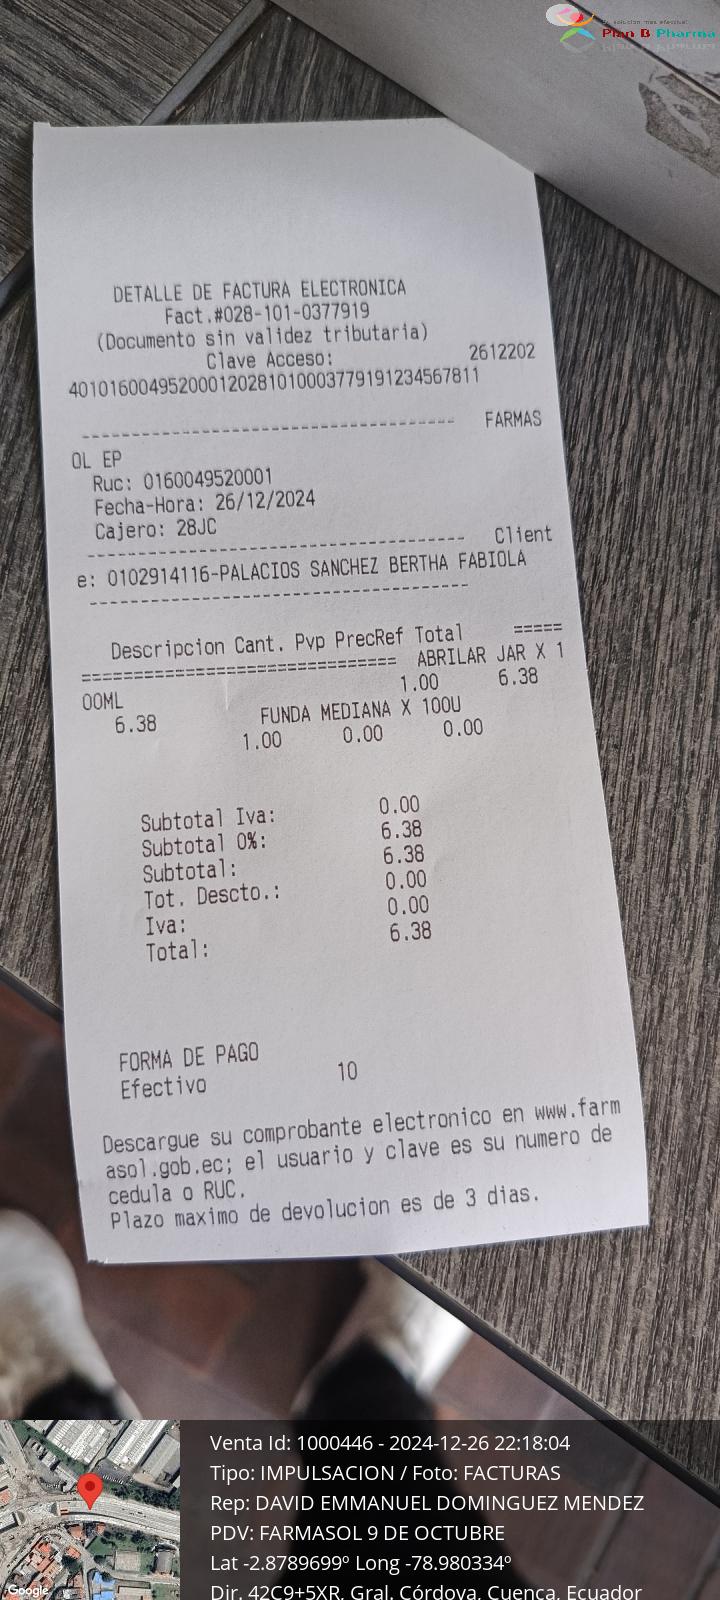 Tu solución más efectiva!
Plan B Pharma
DETALLE DE FACTURA ELECTRONICA
Fact.#028-101-0377919
(Documento sin validez tributaria)
Clave Acceso: 2612202
401016004952000120281010003779191234567811
------------------------------------ FARMAS
OL EP
Ruc: 0160049520001
Fecha-Hora: 26/12/2024
Cajero: 28JC
------------------------------------ Client
e: 0102914116-PALACIOS SANCHEZ BERTHA FABIOLA
------------------------------------
Descripcion Cant. Pvp PrecRef Total =====
=============================== ABRILAR JAR X 1
00ML 1.00 6.38
6.38 FUNDA MEDIANA X 100U
1.00 0.00 0.00
Subtotal Iva: 0.00
Subtotal 0%: 6.38
Subtotal: 6.38
Tot. Descto.: 0.00
Iva: 0.00
Total: 6.38
FORMA DE PAGO
Efectivo 10
Descargue su comprobante electronico en www.farm
asol.gob.ec; el usuario y clave es su numero de
cedula o RUC.
Plazo maximo de devolucion es de 3 dias.
Venta Id: 1000446 - 2024-12-26 22:18:04
Tipo: IMPULSACION / Foto: FACTURAS
Rep: DAVID EMMANUEL DOMINGUEZ MENDEZ
PDV: FARMASOL 9 DE OCTUBRE
Lat -2.8789699º Long -78.980334º
Dir. 42C9+5XR, Gral. Córdova, Cuenca, Ecuador
Google